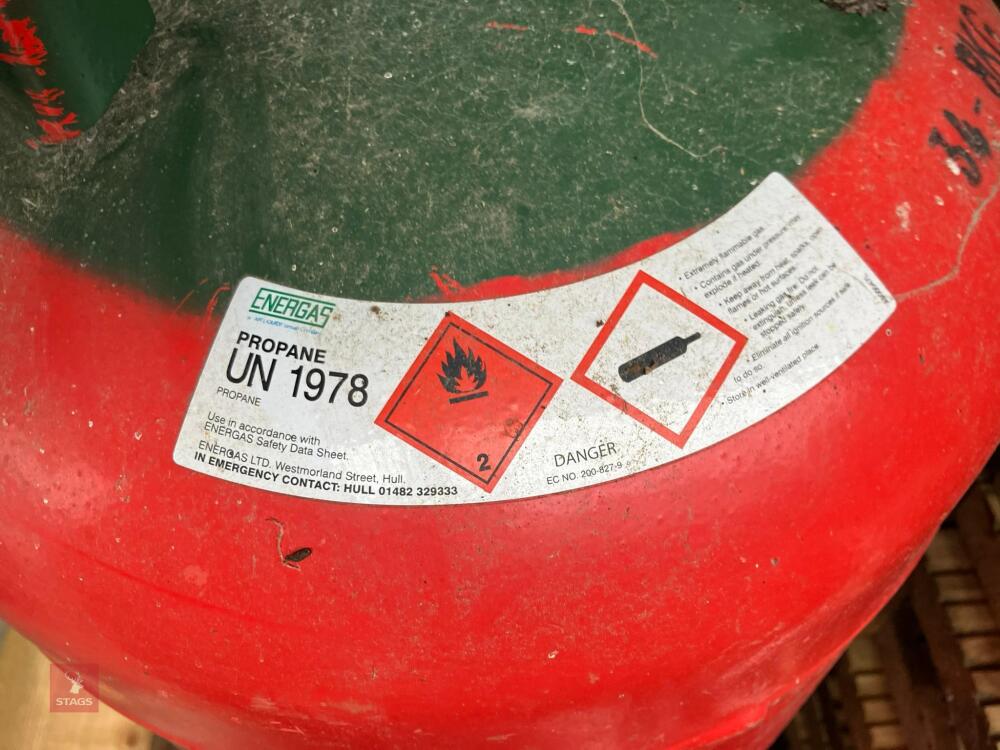 36-
ENERGAS
PROPANE
UN 1978
PROPANE
Use in accordance with
ENERGAS Safety Data Sheet.
ENERGAS LTD. Westmorland Street, Hull.
IN EMERGENCY CONTACT: HULL 01482 329333
2
DANGER
EC NO. 200-827-9
• Extremely flammable gas.
• Contains gas under pressure may
explode if heated.
• Keep away from heat, sparks, open
flames or hot surfaces.
• Leaking gas fire: Do not
extinguish, unless leak can be
stopped safely.
• Eliminate all ignition sources if safe
to do so.
• Store in well-ventilated place
STAGS